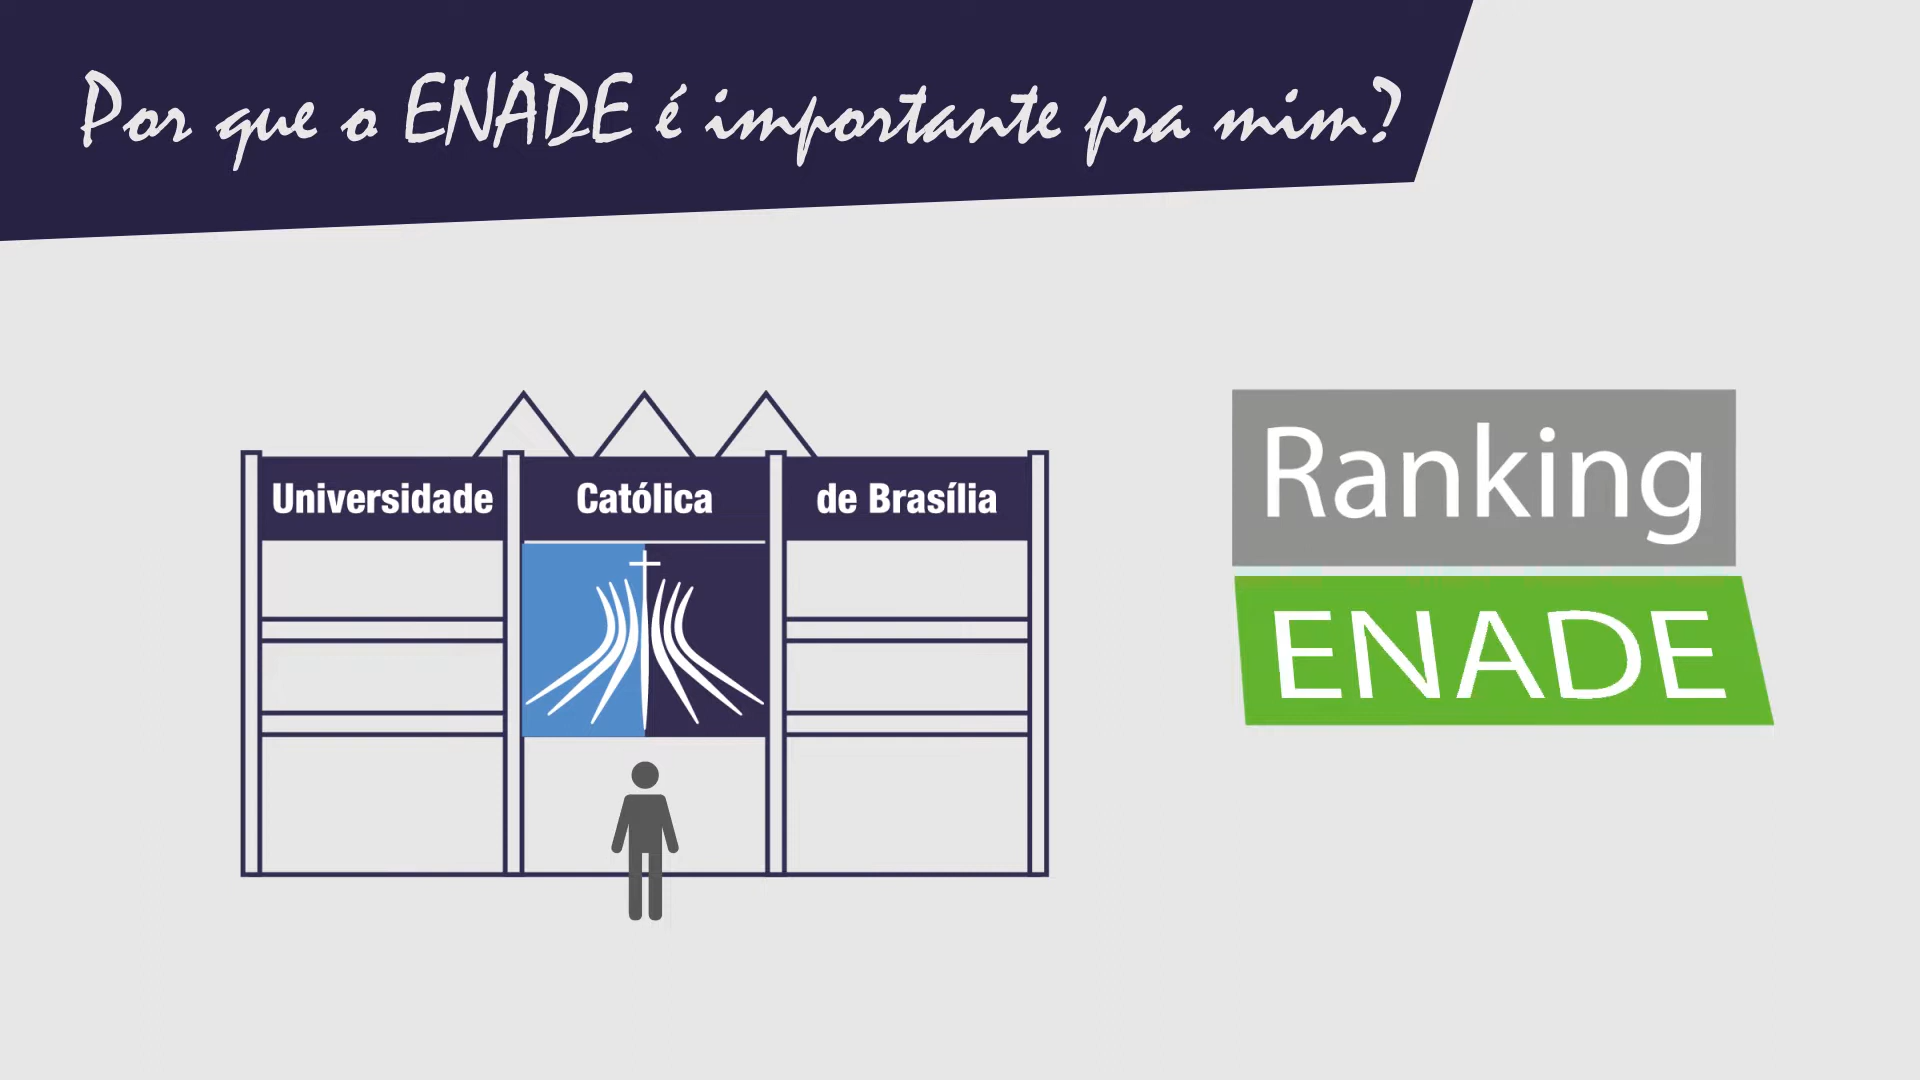 Por que o ENADE é importante pra mim?
Universidade Católica de Brasília
Ranking
ENADE